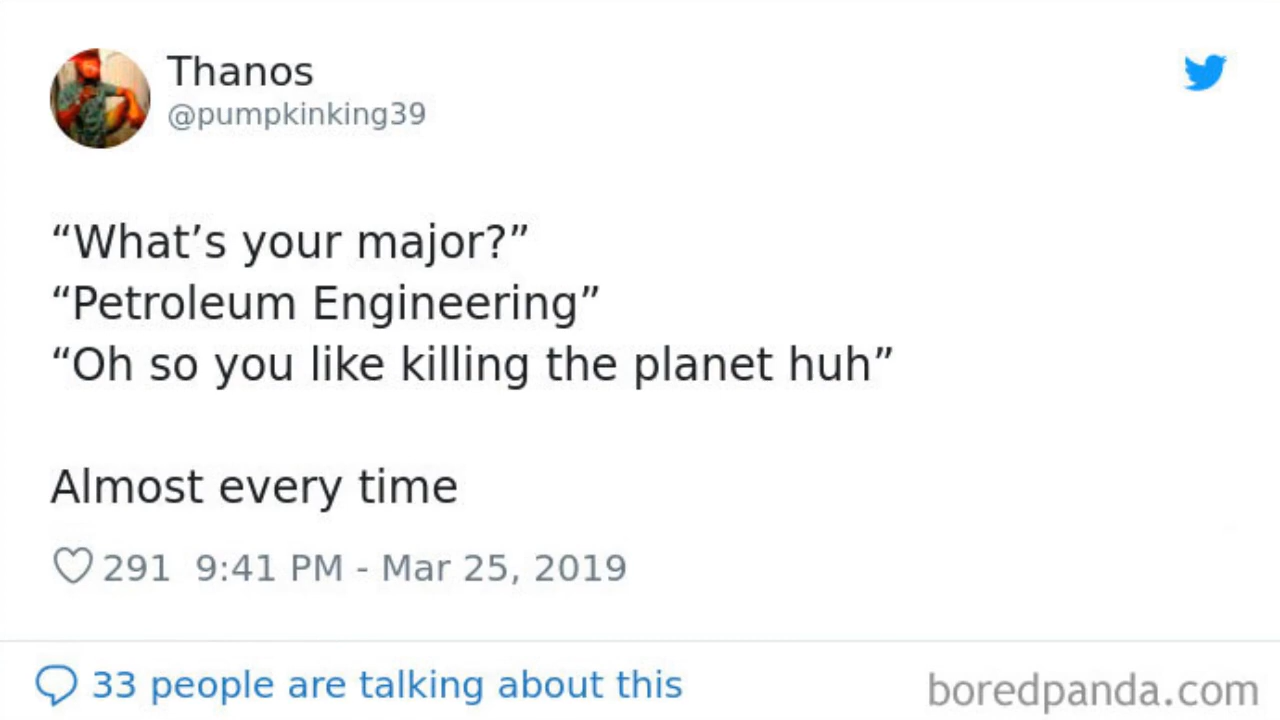 Thanos
@pumpkinking39
“What’s your major?”
“Petroleum Engineering”
“Oh so you like killing the planet huh”
Almost every time
291 9:41 PM - Mar 25, 2019
33 people are talking about this
boredpanda.com